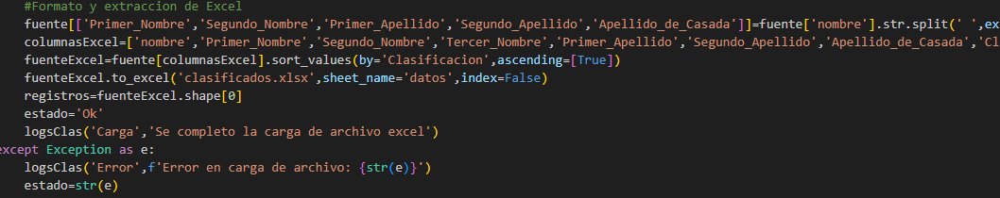 #Formato y extraccion de Excel
fuente[['Primer_Nombre','Segundo_Nombre','Primer_Apellido','Segundo_Apellido','Apellido_de_Casada']]=fuente['nombre'].str.split(' ',ex
columnasExcel=['nombre','Primer_Nombre','Segundo_Nombre','Tercer_Nombre','Primer_Apellido','Segundo_Apellido','Apellido_de_Casada','Cl
fuenteExcel=fuente[columnasExcel].sort_values(by='Clasificacion',ascending=[True])
fuenteExcel.to_excel('clasificados.xlsx',sheet_name='datos',index=False)
registros=fuenteExcel.shape[0]
estado='Ok'
logsClas('Carga','Se completo la carga de archivo excel')
except Exception as e:
logsClas('Error',f'Error en carga de archivo: {str(e)}')
estado=str(e)